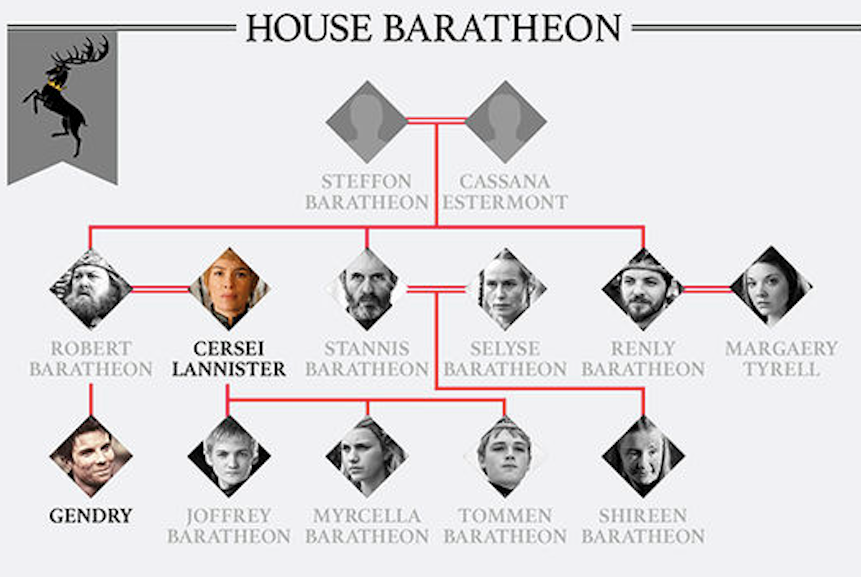 HOUSE BARATHEON
STEFFON
BARATHEON
CASSANA
ESTERMONT
ROBERT
BARATHEON
CERSEI
LANNISTER
STANNIS
BARATHEON
SELYSE
BARATHEON
RENLY
BARATHEON
MARGAERY
TYRELL
GENDRY
JOFFREY
BARATHEON
MYRCELLA
BARATHEON
TOMMEN
BARATHEON
SHIREEN
BARATHEON